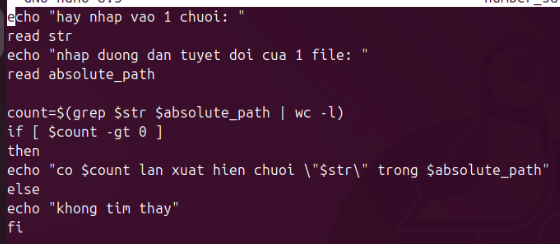 echo "hay nhap vao 1 chuoi: "
read str
echo "nhap duong dan tuyet doi cua 1 file: "
read absolute_path
count=$(grep $str $absolute_path | wc -l)
if [ $count -gt 0 ]
then
echo "co $count lan xuat hien chuoi \"$str\" trong $absolute_path"
else
echo "khong tim thay"
fi